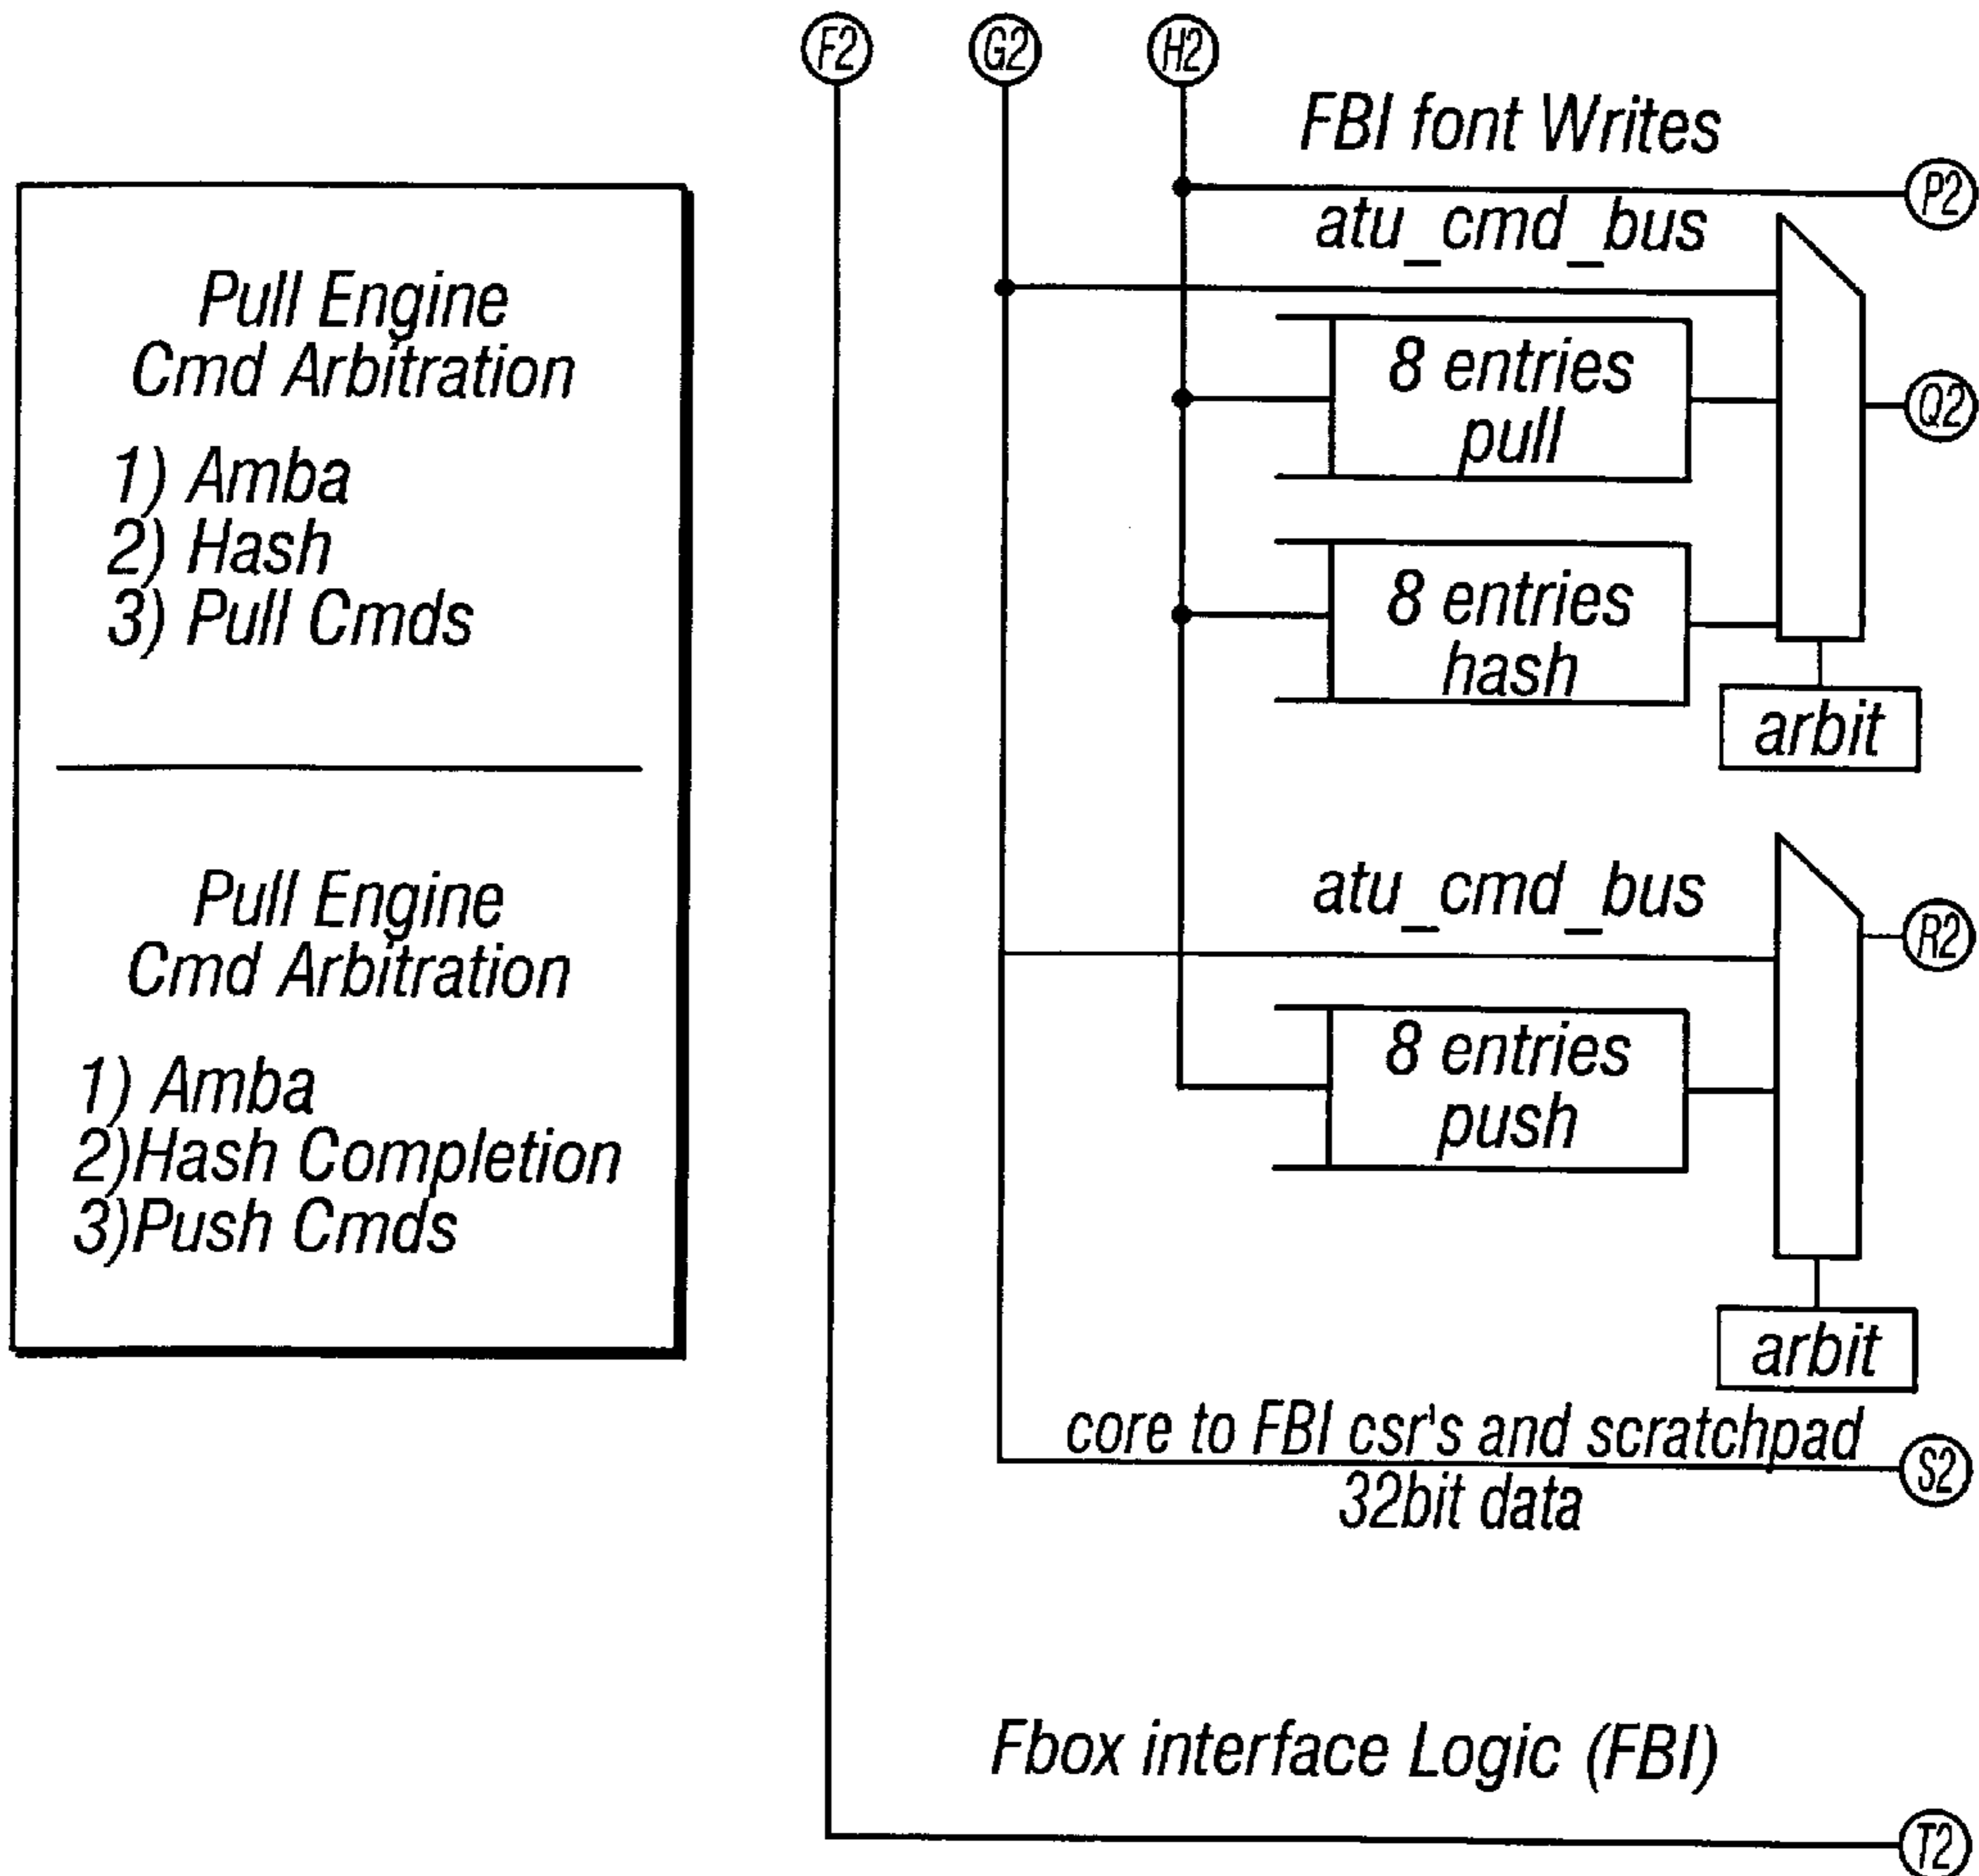 F2
G2
H2
FBI font Writes
P2
atu_cmd_bus
Pull Engine
Cmd Arbitration
1) Amba
2) Hash
3) Pull Cmds
8 entries
pull
Q2
8 entries
hash
arbit
Pull Engine
Cmd Arbitration
1) Amba
2)Hash Completion
3)Push Cmds
atu_cmd_bus
R2
8 entries
push
arbit
core to FBI csr's and scratchpad
32bit data
S2
Fbox interface Logic (FBI)
T2